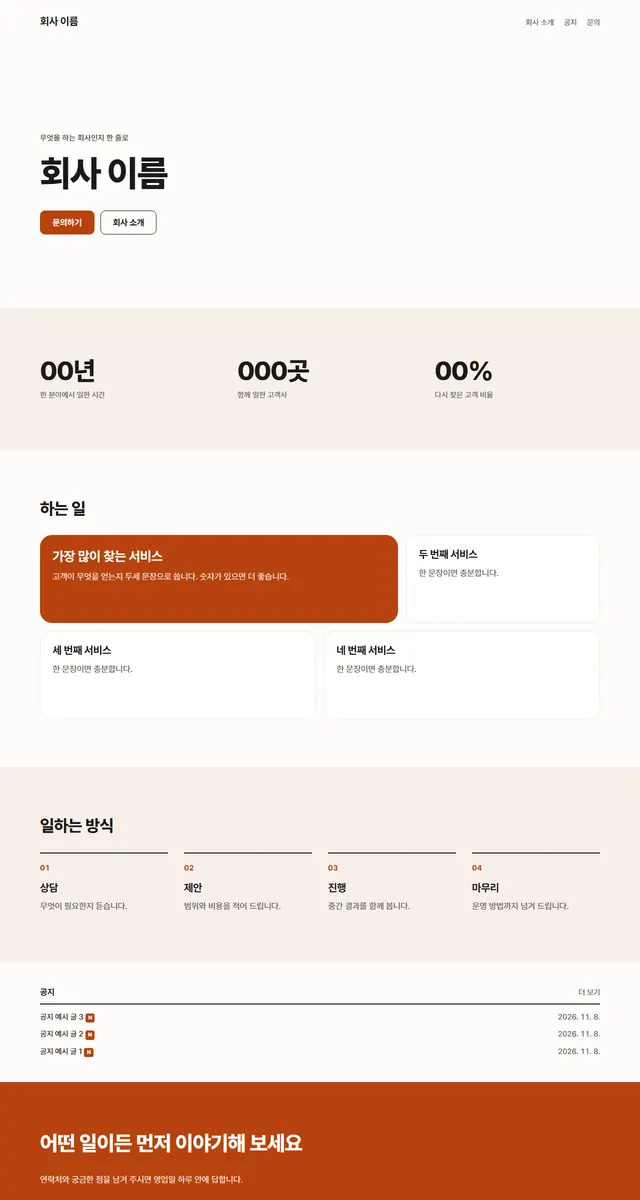 회사 이름
회사 소개 공지 문의
무엇을 하는 회사인지 한 줄로
회사 이름
문의하기 회사 소개
00년 000곳 00%
한 분야에서 일한 시간 함께 일한 고객사 다시 찾은 고객 비율
하는 일
가장 많이 찾는 서비스
고객이 무엇을 얻는지 두세 문장으로 씁니다. 숫자가 있으면 더 좋습니다.
두 번째 서비스
한 문장이면 충분합니다.
세 번째 서비스
한 문장이면 충분합니다.
네 번째 서비스
한 문장이면 충분합니다.
일하는 방식
01 02 03 04
상담 제안 진행 마무리
무엇이 필요한지 듣습니다. 범위와 비용을 적어 드립니다. 중간 결과를 함께 봅니다. 운영 방법까지 넘겨 드립니다.
공지 더 보기
공지 예시 글 3 N 2026. 11. 8.
공지 예시 글 2 N 2026. 11. 8.
공지 예시 글 1 N 2026. 11. 8.
어떤 일이든 먼저 이야기해 보세요
연락처와 궁금한 점을 남겨 주시면 영업일 하루 안에 답합니다.